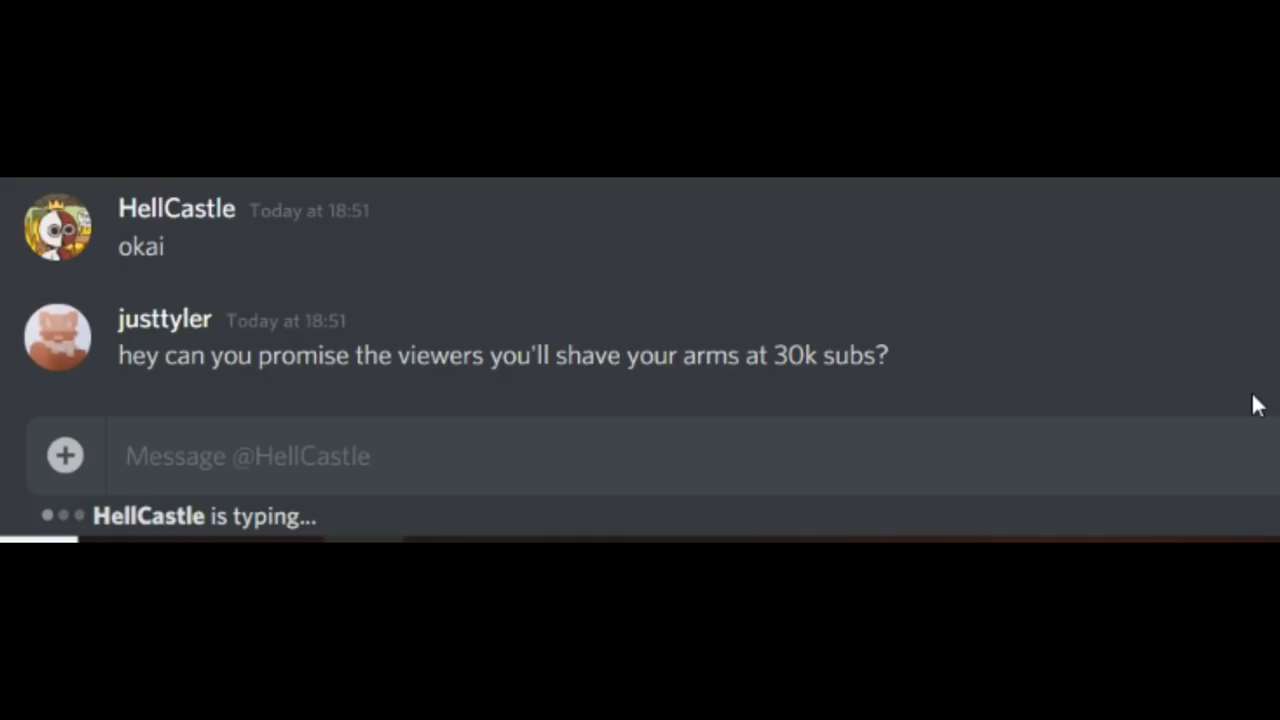 HellCastle Today at 18:51
okai
justtyler Today at 18:51
hey can you promise the viewers you'll shave your arms at 30k subs?
Message @HellCastle
HellCastle is typing...